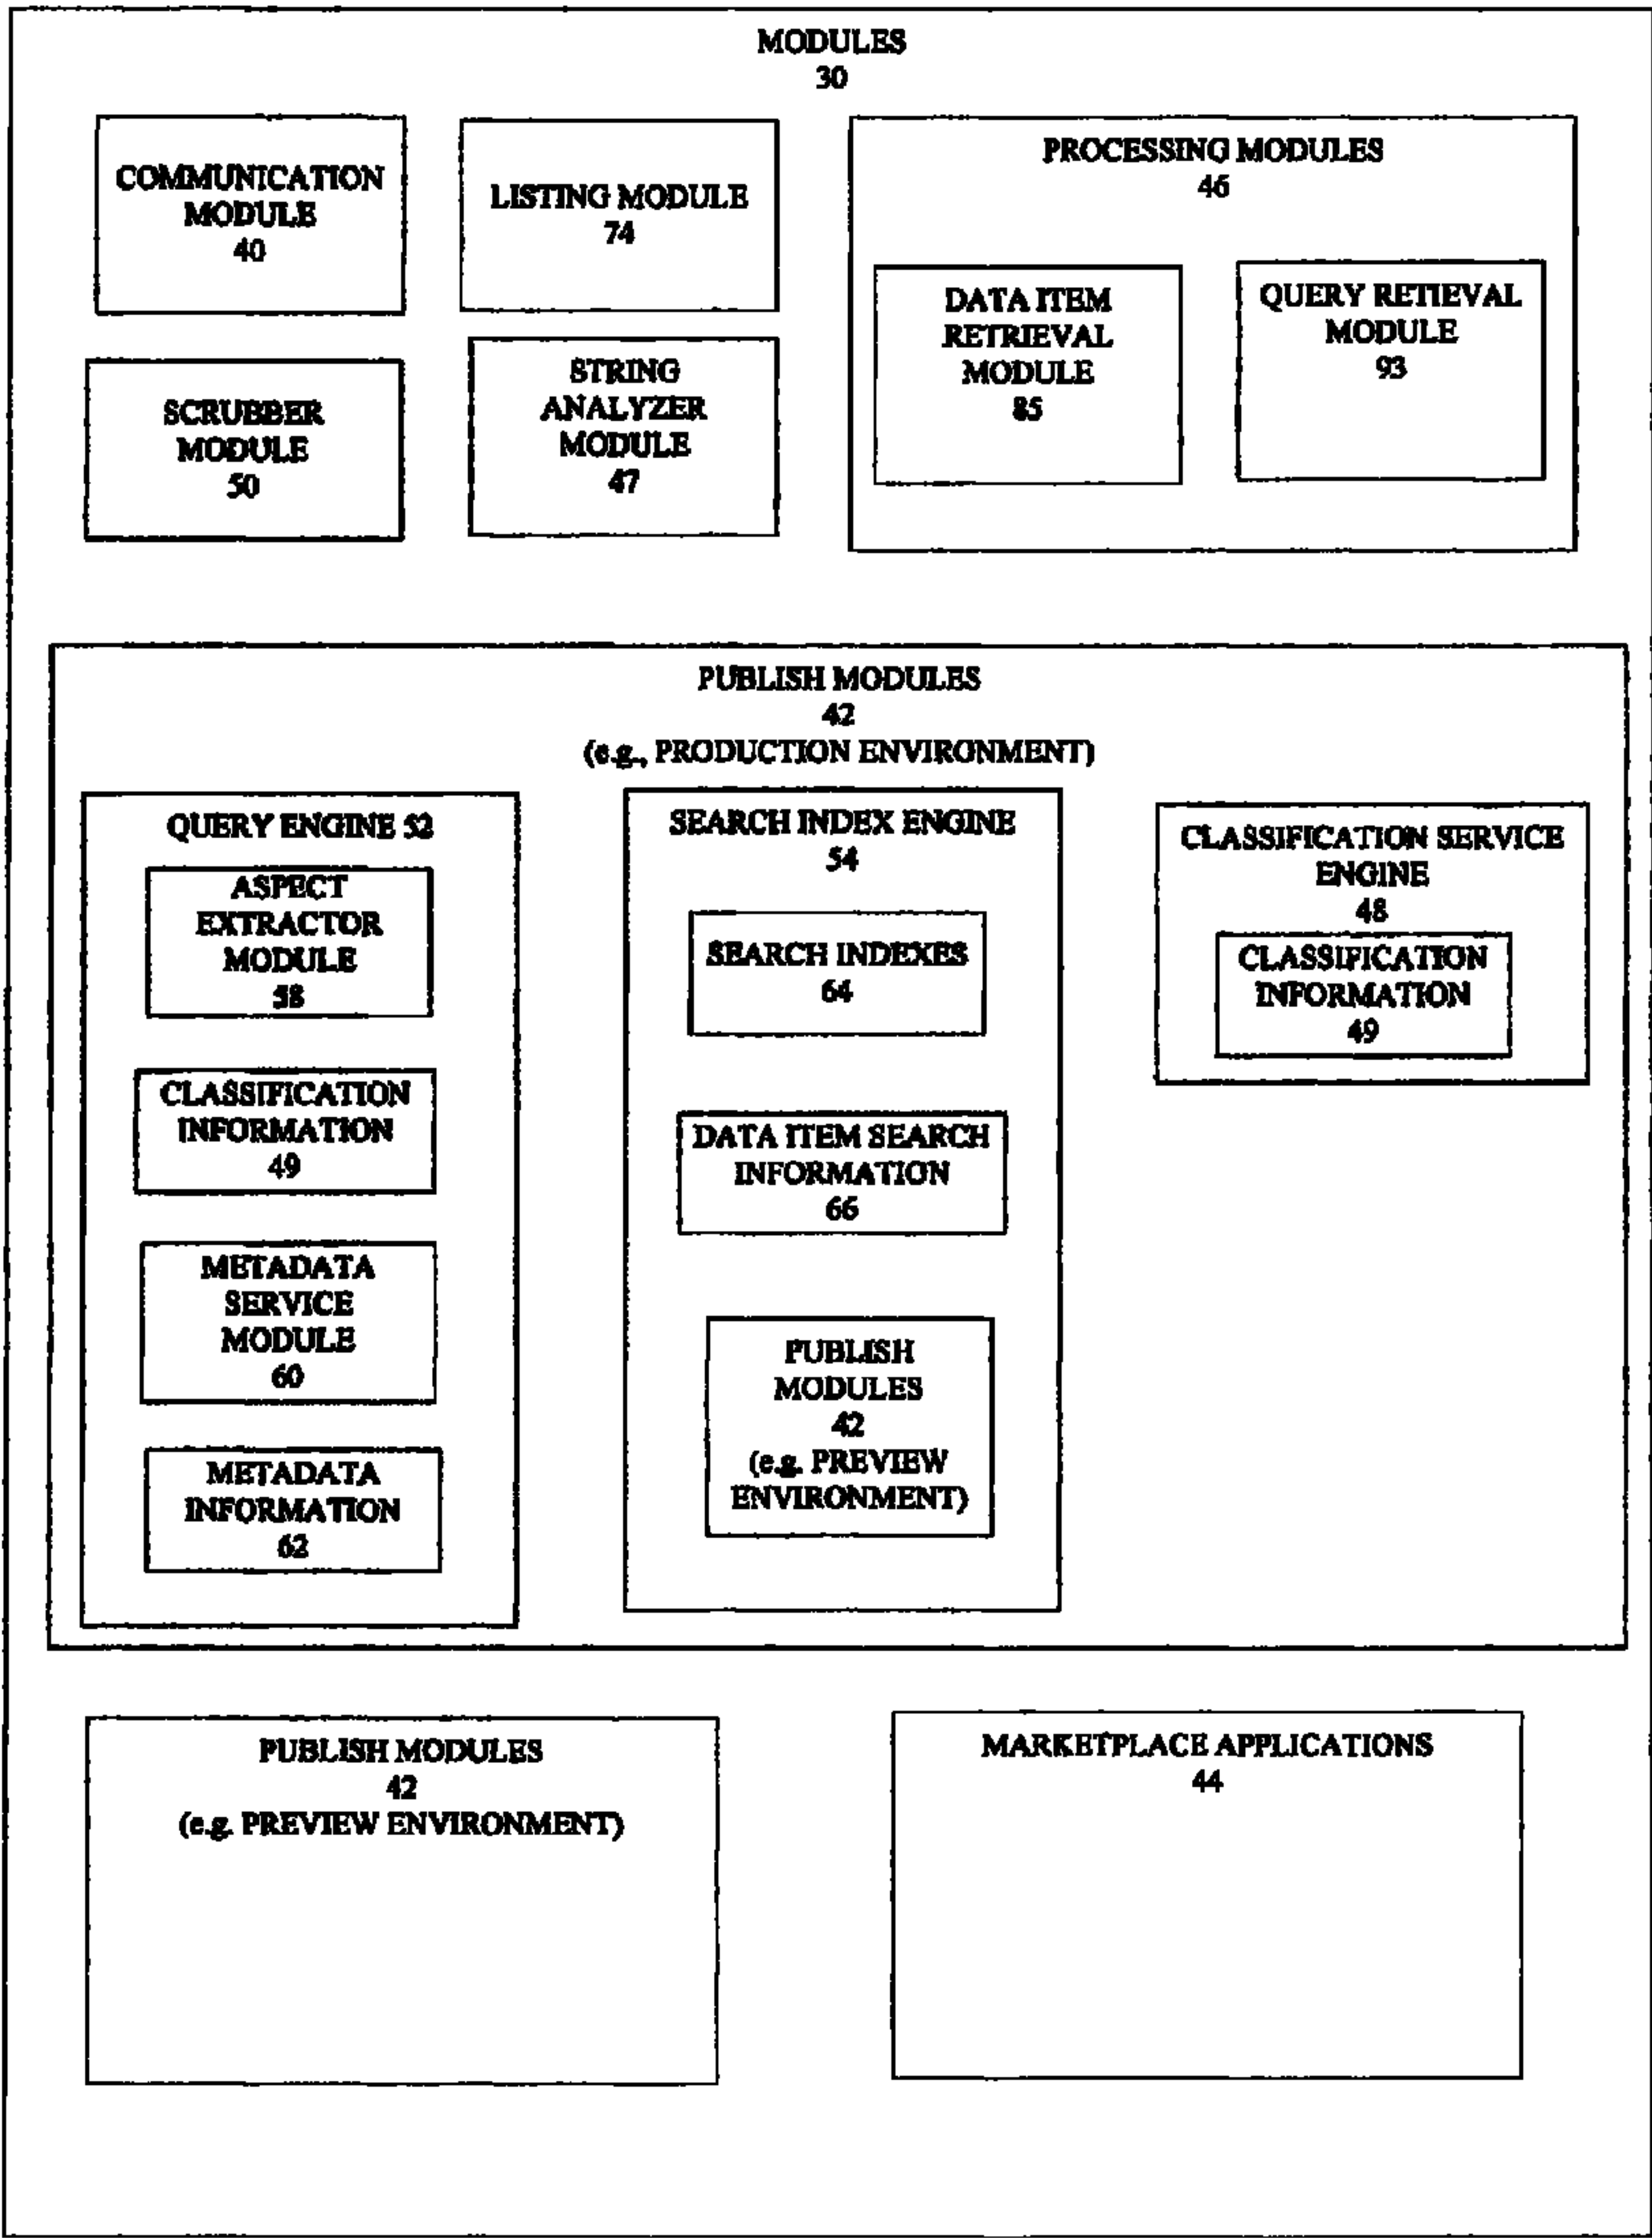 MODULES
30
COMMUNICATION
MODULE
40
LISTING MODULE
74
PROCESSING MODULES
46
DATA ITEM
RETRIEVAL
MODULE
85
QUERY RETIEVAL
MODULE
93
SCRUBBER
MODULE
50
STRING
ANALYZER
MODULE
47
PUBLISH MODULES
42
(e.g., PRODUCTION ENVIRONMENT)
QUERY ENGINE 52
ASPECT
EXTRACTOR
MODULE
58
CLASSIFICATION
INFORMATION
49
METADATA
SERVICE
MODULE
60
METADATA
INFORMATION
62
SEARCH INDEX ENGINE
54
SEARCH INDEXES
64
DATA ITEM SEARCH
INFORMATION
66
PUBLISH
MODULES
42
(e.g. PREVIEW
ENVIRONMENT)
CLASSIFICATION SERVICE
ENGINE
48
CLASSIFICATION
INFORMATION
49
PUBLISH MODULES
42
(e.g. PREVIEW ENVIRONMENT)
MARKETPLACE APPLICATIONS
44